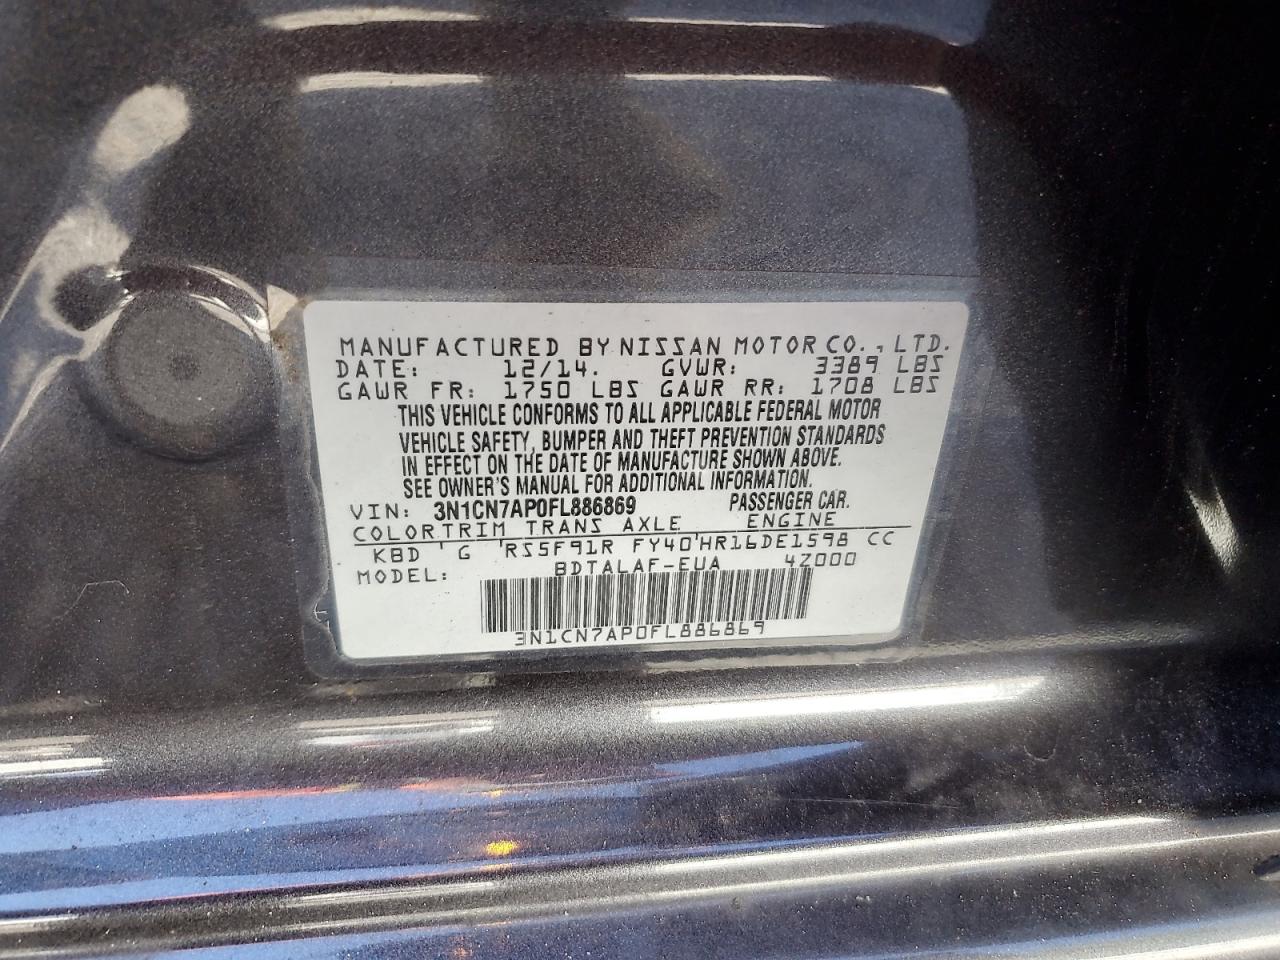 MANUFACTURED BY NISSAN MOTOR CO., LTD.
DATE: 12/14. GVWR: 3389 LBS
GAWR FR: 1750 LBS GAWR RR: 1708 LBS
THIS VEHICLE CONFORMS TO ALL APPLICABLE FEDERAL MOTOR
VEHICLE SAFETY, BUMPER AND THEFT PREVENTION STANDARDS
IN EFFECT ON THE DATE OF MANUFACTURE SHOWN ABOVE.
SEE OWNER'S MANUAL FOR ADDITIONAL INFORMATION.
VIN: 3N1CN7AP0FL886869 PASSENGER CAR.
COLOR TRIM TRANS AXLE ENGINE
KBD G RS5F91R FY40 HR16DE1598 CC
MODEL: BDTALAF-EUA 4Z000
3N1CN7AP0FL886869